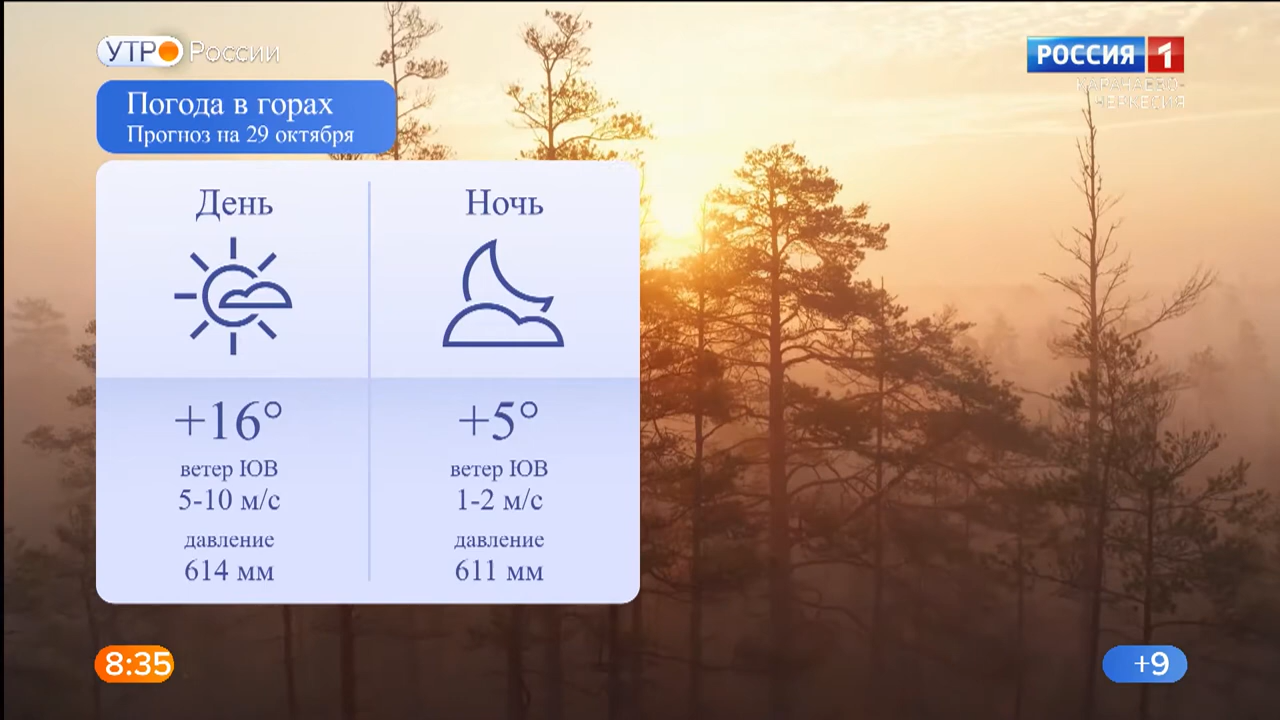 УТРО России
РОССИЯ 1
КАРАЧАЕВО-
ЧЕРКЕСИЯ
Погода в горах
Прогноз на 29 октября
День
Ночь
+16°
+5°
ветер ЮВ
ветер ЮВ
5-10 м/с
1-2 м/с
давление
давление
614 мм
611 мм
8:35
+9